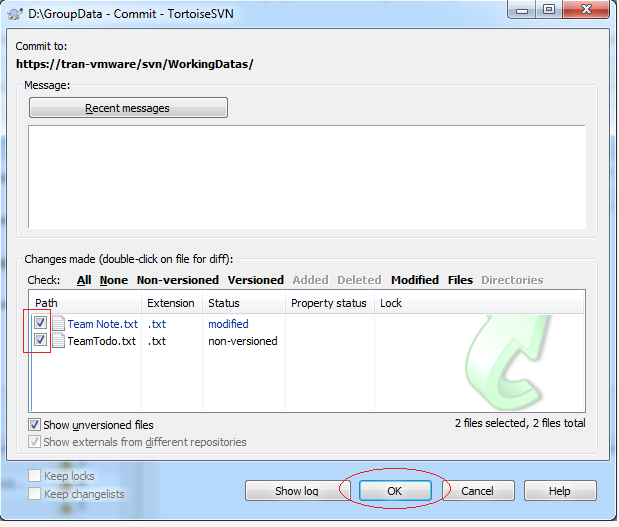 D:\GroupData - Commit - TortoiseSVN
Commit to:
https://tran-vmware/svn/WorkingDatas/
Message:
Recent messages
Changes made (double-click on file for diff):
Check: All None Non-versioned Versioned Added Deleted Modified Files Directories
Path Extension Status Property status Lock
Team Note.txt .txt modified
TeamTodo.txt .txt non-versioned
Show unversioned files
2 files selected, 2 files total
Show externals from different repositories
Keep locks
Keep changelists
Show log OK Cancel Help